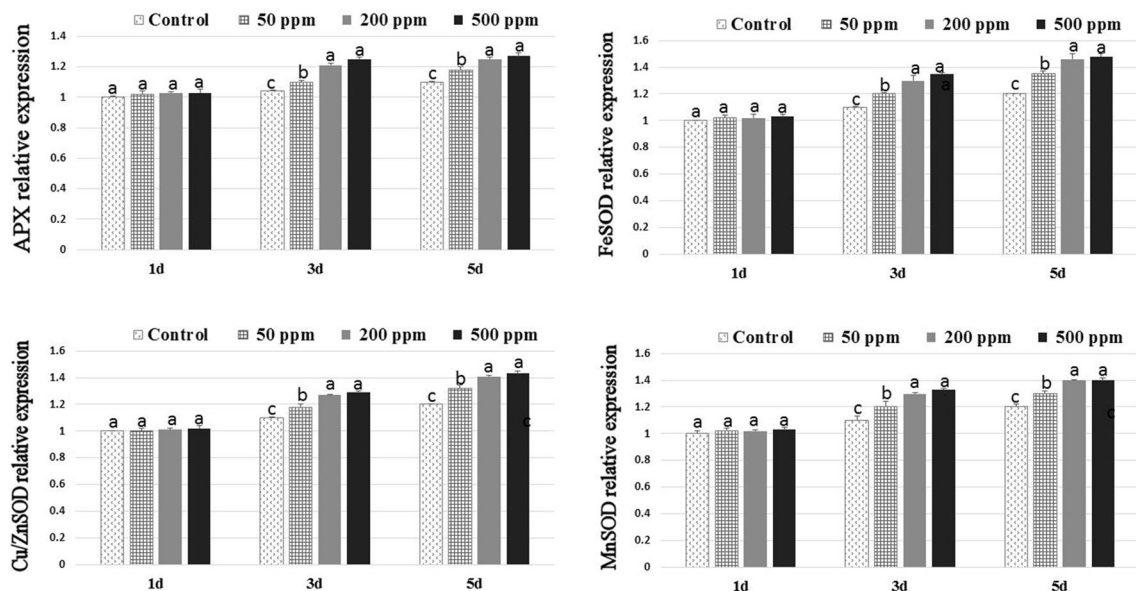 Control 50 ppm 200 ppm 500 ppm
APX relative expression
1.4
1.2
1
0.8
0.6
0.4
0.2
0
a a a a c b a a c b a a
1d 3d 5d
Control 50 ppm 200 ppm 500 ppm
FeSOD relative expression
1.6
1.4
1.2
1
0.8
0.6
0.4
0.2
0
a a a a c b a a c b a a
a
1d 3d 5d
Control 50 ppm 200 ppm 500 ppm
Cu/ZnSOD relative expression
1.6
1.4
1.2
1
0.8
0.6
0.4
0.2
0
a a a a c b a a c b a a
c
1d 3d 5d
Control 50 ppm 200 ppm 500 ppm
MnSOD relative expression
1.6
1.4
1.2
1
0.8
0.6
0.4
0.2
0
a a a a c b a a c b a a
c
1d 3d 5d